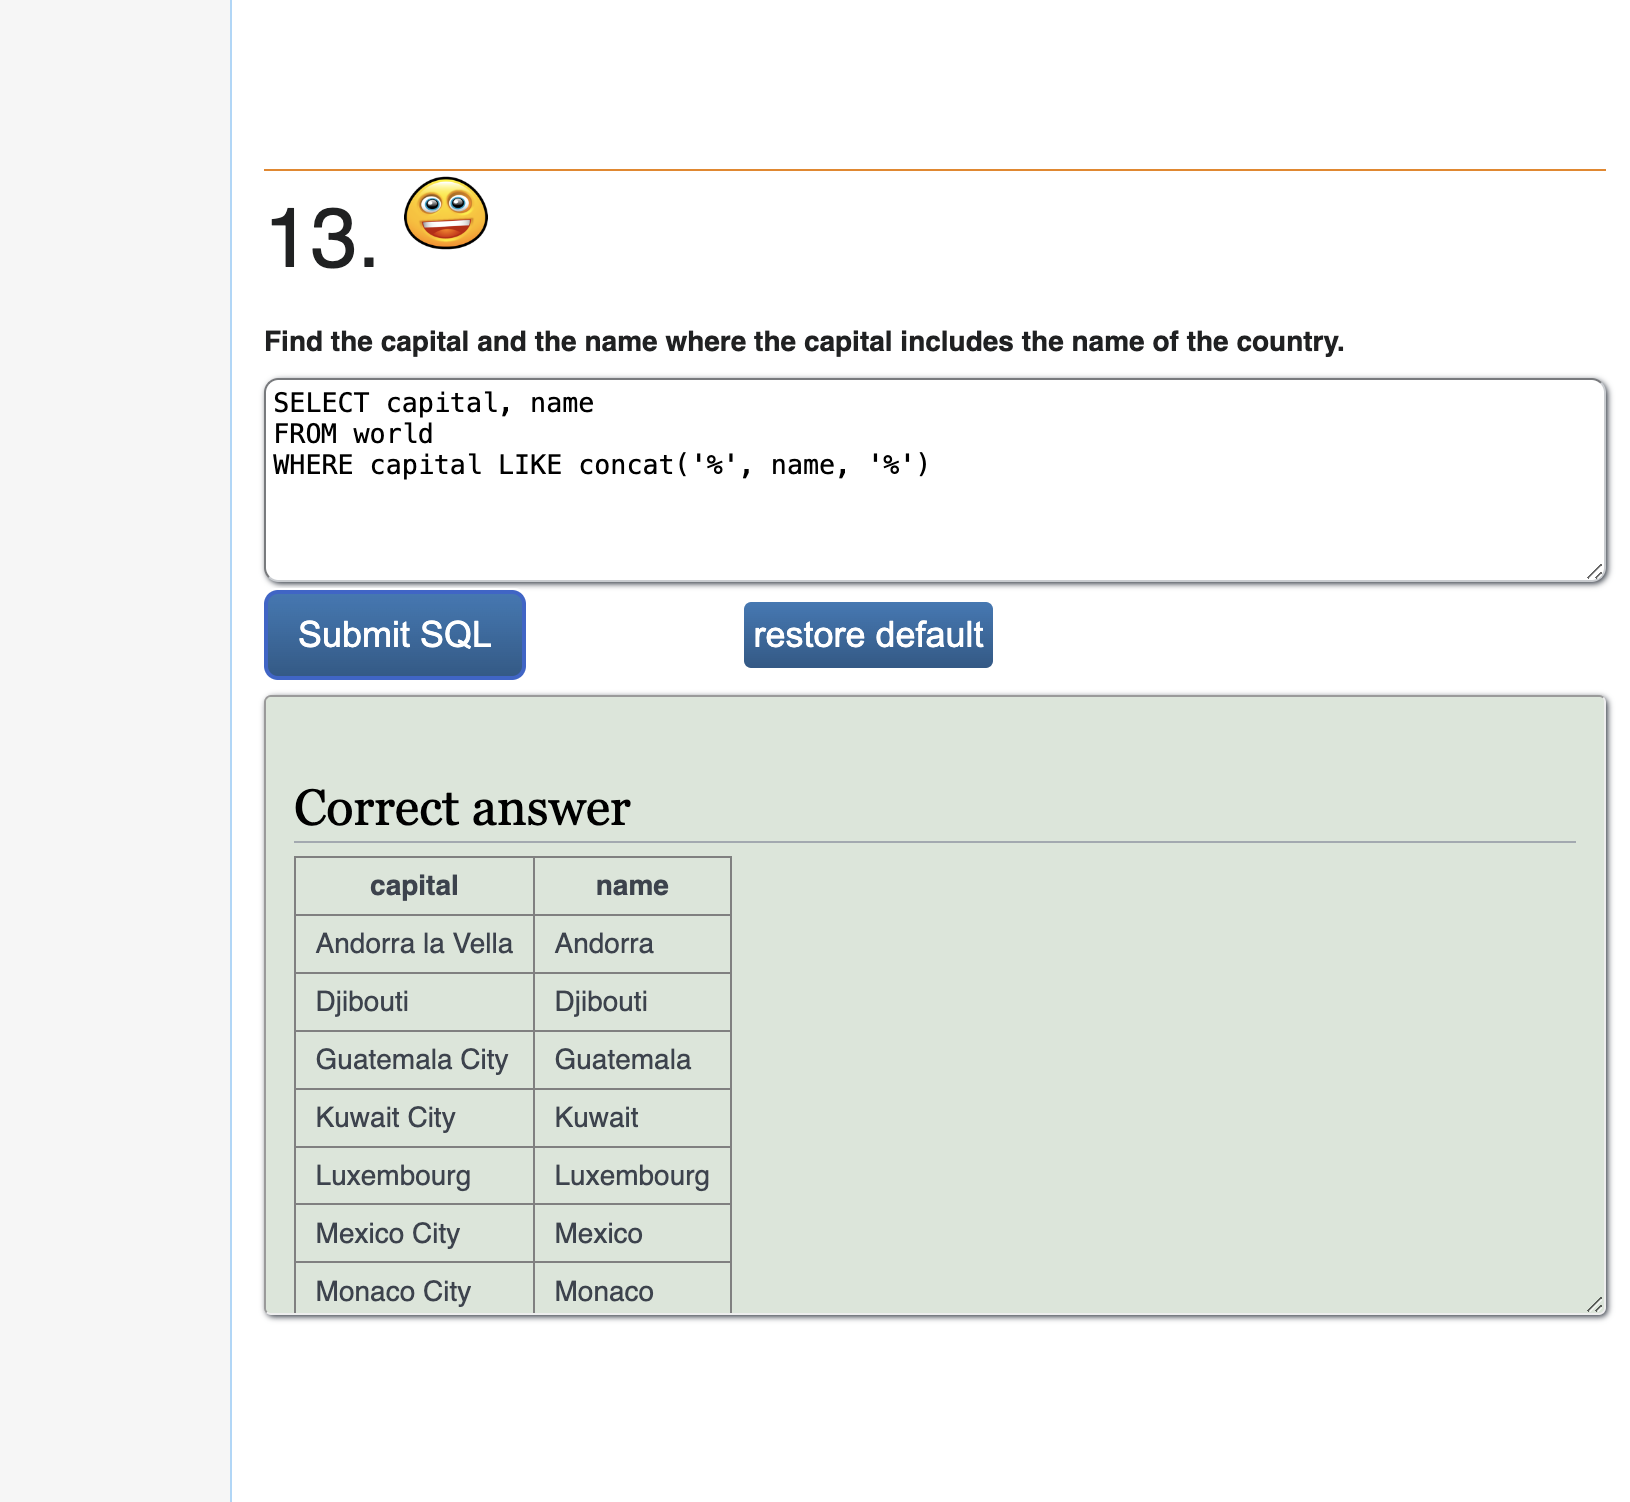 13.
Find the capital and the name where the capital includes the name of the country.
SELECT capital, name
FROM world
WHERE capital LIKE concat('%', name, '%')
Submit SQL restore default
Correct answer
capital name
Andorra la Vella Andorra
Djibouti Djibouti
Guatemala City Guatemala
Kuwait City Kuwait
Luxembourg Luxembourg
Mexico City Mexico
Monaco City Monaco